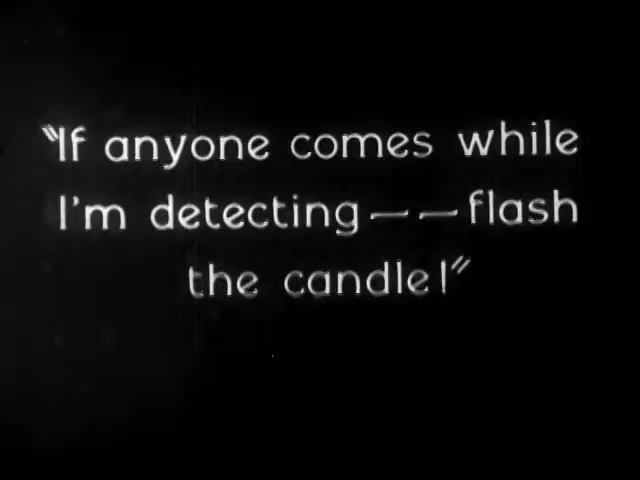 "If anyone comes while
I'm detecting — — flash
the candle!"